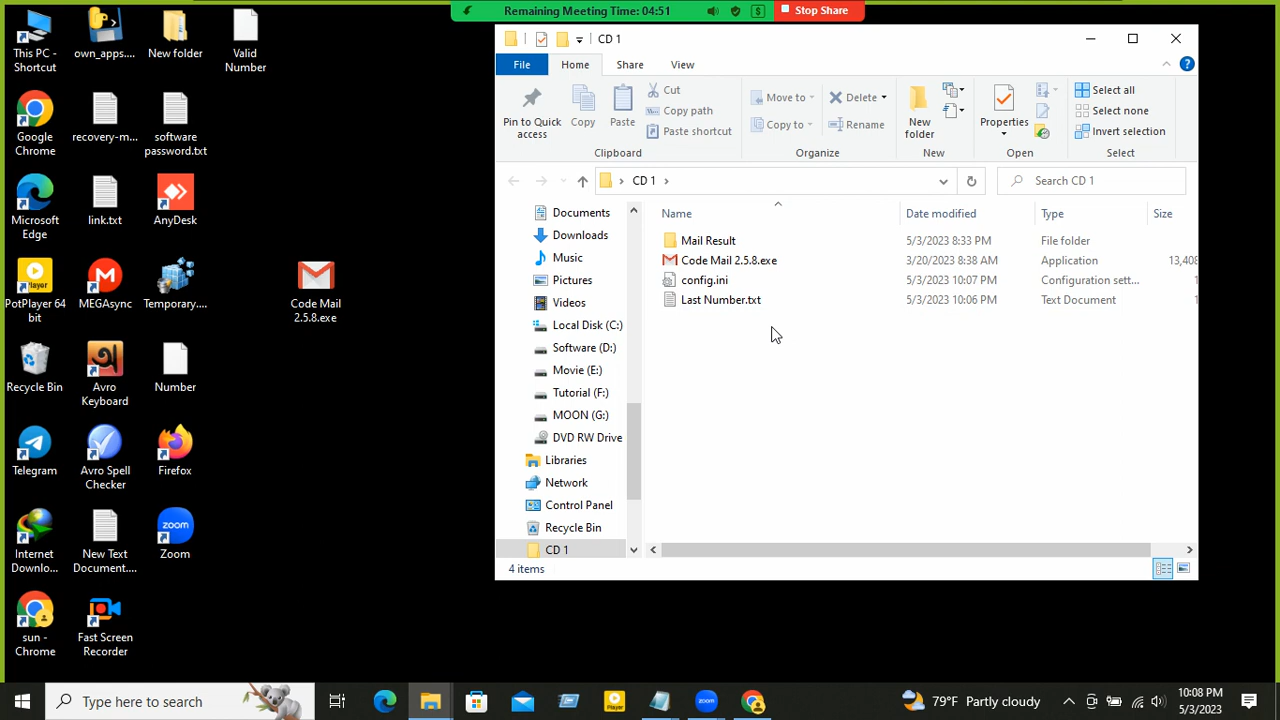 Remaining Meeting Time: 04:51
Stop Share
This PC -
Shortcut
own_apps....
New folder
Valid
Number
Google
Chrome
recovery-m...
software
password.txt
Microsoft
Edge
link.txt
AnyDesk
PotPlayer 64
bit
MEGAsync
Temporary....
Code Mail
2.5.8.exe
Recycle Bin
Avro
Keyboard
Number
Telegram
Avro Spell
Checker
Firefox
Internet
Downlo...
New Text
Document....
Zoom
zoom
sun -
Chrome
Fast Screen
Recorder
CD 1
File
Home
Share
View
Pin to Quick
access
Copy
Paste
Cut
Copy path
Paste shortcut
Clipboard
Move to
Copy to
Delete
Rename
Organize
New
folder
New
Properties
Open
Select all
Select none
Invert selection
Select
CD 1
Search CD 1
Documents
Downloads
Music
Pictures
Videos
Local Disk (C:)
Software (D:)
Movie (E:)
Tutorial (F:)
MOON (G:)
DVD RW Drive
Libraries
Network
Control Panel
Recycle Bin
CD 1
Name Date modified Type Size
Mail Result 5/3/2023 8:33 PM File folder
Code Mail 2.5.8.exe 3/20/2023 8:38 AM Application 13,408
config.ini 5/3/2023 10:07 PM Configuration sett... 1
Last Number.txt 5/3/2023 10:06 PM Text Document 1
4 items
Type here to search
Player
zoom
79°F Partly cloudy
10:08 PM
5/3/2023